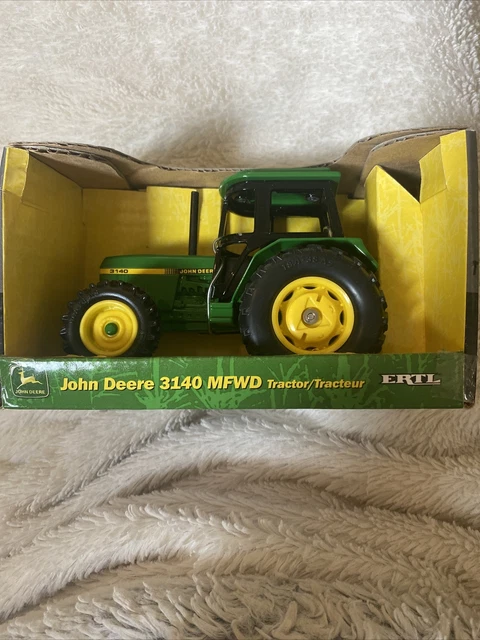 3140 JOHN DEERE
JOHN DEERE
John Deere 3140 MFWD Tractor/Tracteur
ERTL